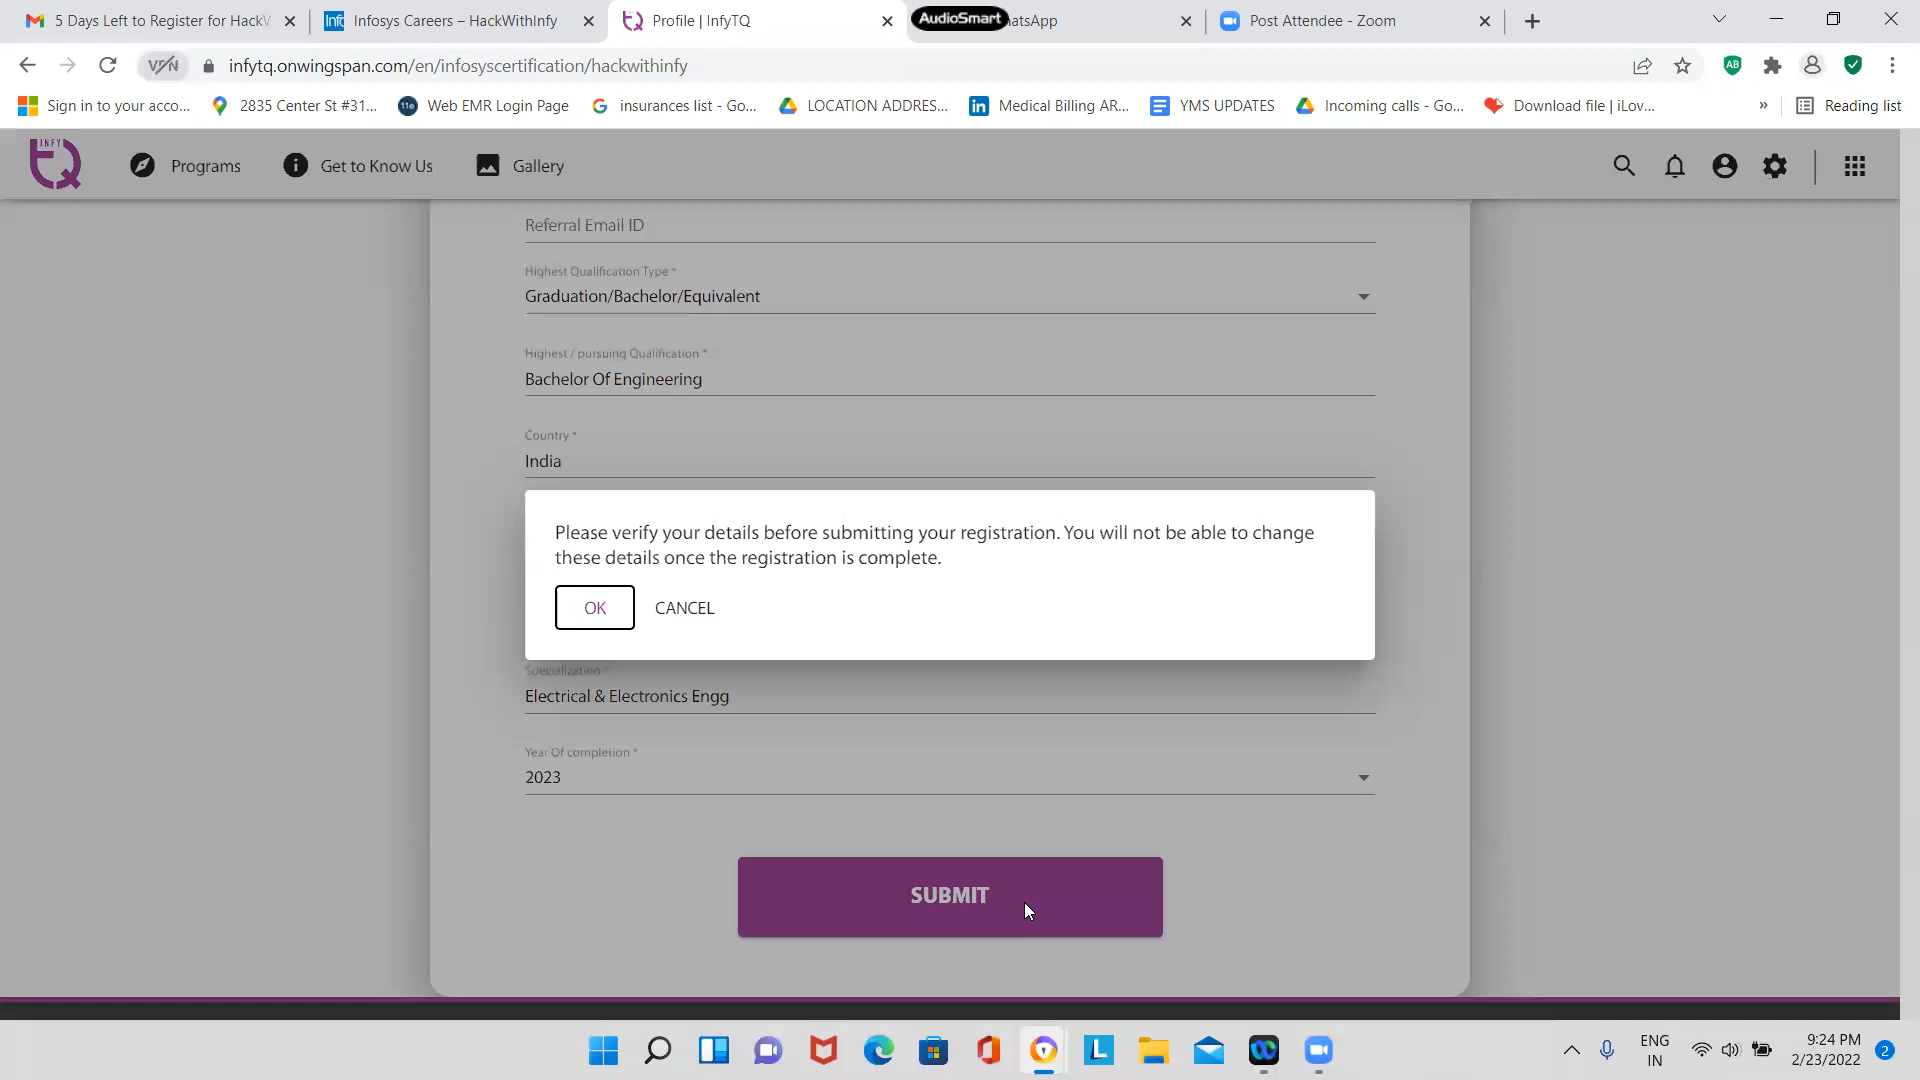 5 Days Left to Register for HackV
Infosys Careers – HackWithInfy
Profile | InfyTQ
AudioSmart
atsApp
Post Attendee - Zoom
VPN
infytq.onwingspan.com/en/infosyscertification/hackwithinfy
Sign in to your acco...
2835 Center St #31...
Web EMR Login Page
insurances list - Go...
LOCATION ADDRES...
Medical Billing AR...
YMS UPDATES
Incoming calls - Go...
Download file | iLov...
»
Reading list
INFY
Programs
Get to Know Us
Gallery
Referral Email ID
Highest Qualification Type *
Graduation/Bachelor/Equivalent
Highest / pursuing Qualification *
Bachelor Of Engineering
Country *
India
Please verify your details before submitting your registration. You will not be able to change
these details once the registration is complete.
OK
CANCEL
Specialization *
Electrical & Electronics Engg
Year Of completion *
2023
SUBMIT
ENG
IN
9:24 PM
2/23/2022
2